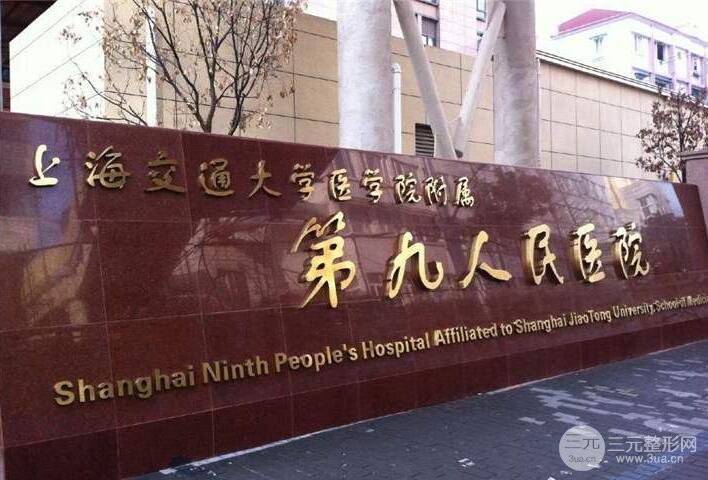 上海交通大学医学院附属
第九人民医院
Shanghai Ninth People's Hospital Affiliated to Shanghai JiaoTong University, School of Medicine
三元 三元整形网
3ua.cn www.3ua.cn